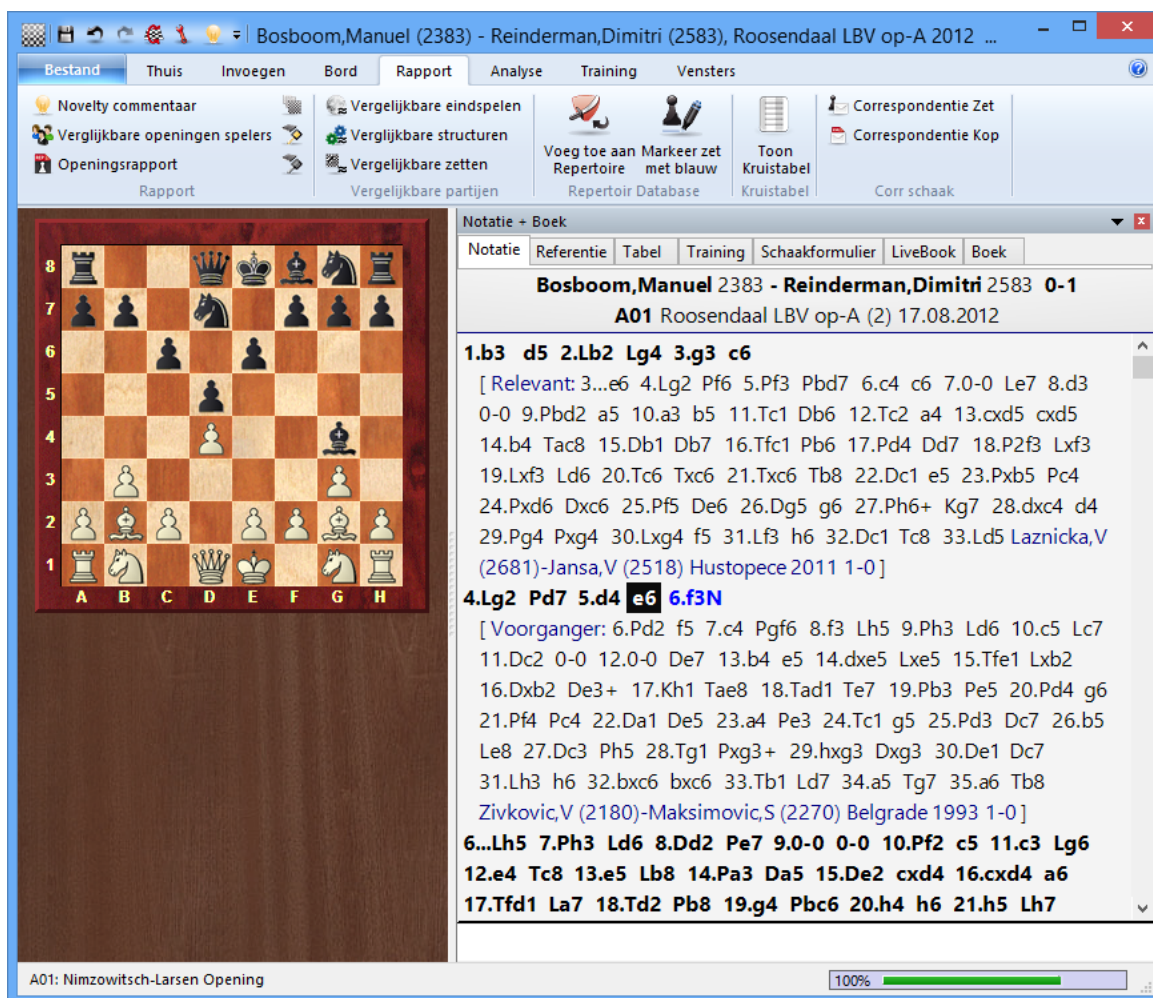 Bosboom,Manuel (2383) - Reinderman,Dimitri (2583), Roosendaal LBV op-A 2012 ...
Bestand Thuis Invoegen Bord Rapport Analyse Training Vensters
Novelty commentaar
Verglijkbare openingen spelers
Openingsrapport
Rapport
Vergelijkbare eindspelen
Verglijkbare structuren
Vergelijkbare zetten
Vergelijkbare partijen
Voeg toe aan Repertoire
Markeer zet met blauw
Repertoir Database
Toon Kruistabel
Kruistabel
Correspondentie Zet
Correspondentie Kop
Corr schaak
8
7
6
5
4
3
2
1
A B C D E F G H
Notatie + Boek
Notatie Referentie Tabel Training Schaakformulier LiveBook Boek
Bosboom,Manuel 2383 - Reinderman,Dimitri 2583 0-1
A01 Roosendaal LBV op-A (2) 17.08.2012
1.b3 d5 2.Lb2 Lg4 3.g3 c6
[ Relevant: 3...e6 4.Lg2 Pf6 5.Pf3 Pbd7 6.c4 c6 7.0-0 Le7 8.d3
0-0 9.Pbd2 a5 10.a3 b5 11.Tc1 Db6 12.Tc2 a4 13.cxd5 cxd5
14.b4 Tac8 15.Db1 Db7 16.Tfc1 Pb6 17.Pd4 Dd7 18.P2f3 Lxf3
19.Lxf3 Ld6 20.Tc6 Txc6 21.Txc6 Tb8 22.Dc1 e5 23.Pxb5 Pc4
24.Pxd6 Dxc6 25.Pf5 De6 26.Dg5 g6 27.Ph6+ Kg7 28.dxc4 d4
29.Pg4 Pxg4 30.Lxg4 f5 31.Lf3 h6 32.Dc1 Tc8 33.Ld5 Laznicka,V
(2681)-Jansa,V (2518) Hustopece 2011 1-0 ]
4.Lg2 Pd7 5.d4 e6 6.f3N
[ Voorganger: 6.Pd2 f5 7.c4 Pgf6 8.f3 Lh5 9.Ph3 Ld6 10.c5 Lc7
11.Dc2 0-0 12.0-0 De7 13.b4 e5 14.dxe5 Lxe5 15.Tfe1 Lxb2
16.Dxb2 De3+ 17.Kh1 Tae8 18.Tad1 Te7 19.Pb3 Pe5 20.Pd4 g6
21.Pf4 Pc4 22.Da1 De5 23.a4 Pe3 24.Tc1 g5 25.Pd3 Dc7 26.b5
Le8 27.Dc3 Ph5 28.Tg1 Pxg3+ 29.hxg3 Dxg3 30.De1 Dc7
31.Lh3 h6 32.bxc6 bxc6 33.Tb1 Ld7 34.a5 Tg7 35.a6 Tb8
Zivkovic,V (2180)-Maksimovic,S (2270) Belgrade 1993 1-0 ]
6...Lh5 7.Ph3 Ld6 8.Dd2 Pe7 9.0-0 0-0 10.Pf2 c5 11.c3 Lg6
12.e4 Tc8 13.e5 Lb8 14.Pa3 Da5 15.De2 cxd4 16.cxd4 a6
17.Tfd1 La7 18.Td2 Pb8 19.g4 Pbc6 20.h4 h6 21.h5 Lh7
A01: Nimzowitsch-Larsen Opening
100%